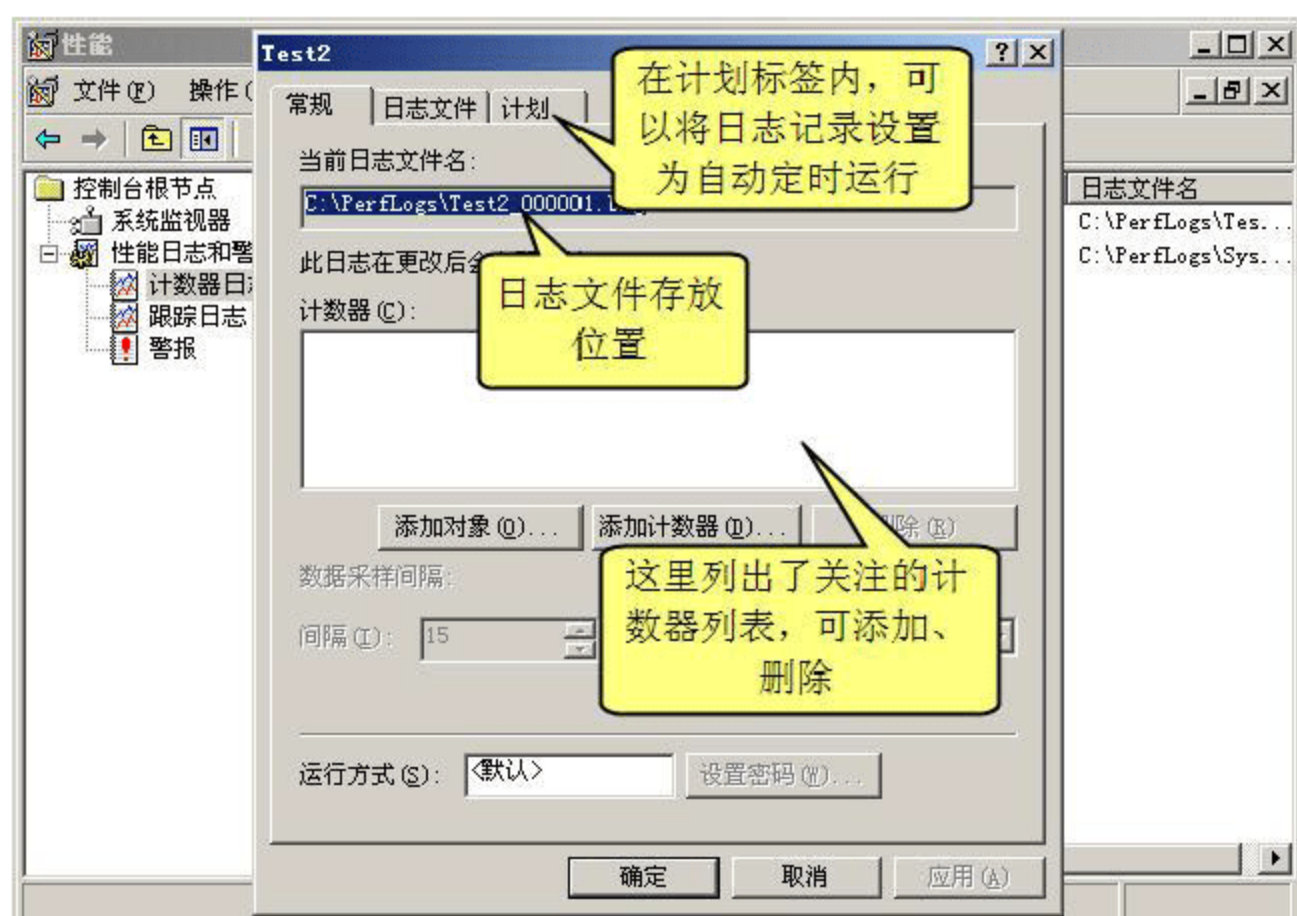 性能
Test2
文件(F) 操作(
常规 日志文件 计划
在计划标签内，可
以将日志记录设置
为自动定时运行
当前日志文件名:
C:\PerfLogs\Test2_000001.
控制台根节点
系统监视器
性能日志和警
计数器日
跟踪日志
警报
日志文件名
C:\PerfLogs\Tes...
C:\PerfLogs\Sys...
此日志在更改后
日志文件存放
位置
计数器(C):
添加对象(O)... 添加计数器(D)... 除(R)
数据采样间隔:
间隔(I): 15
这里列出了关注的计
数器列表，可添加、
删除
运行方式(S): <默认> 设置密码(W)...
确定 取消 应用(A)